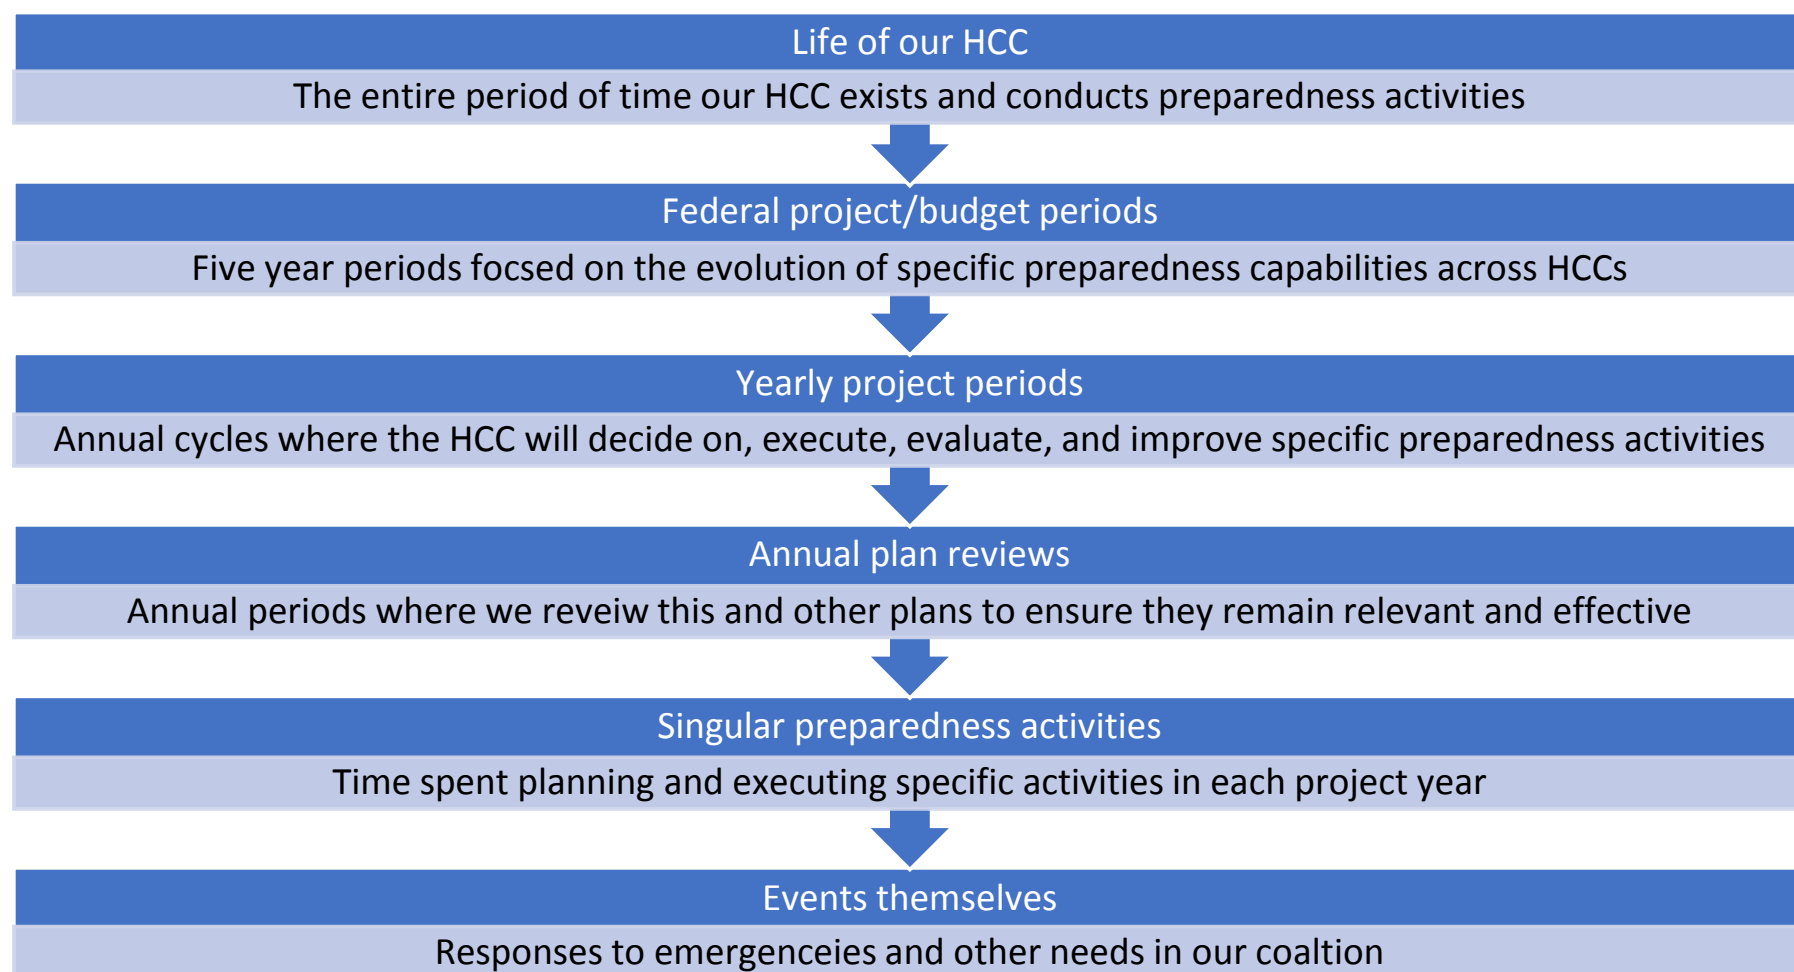 Life of our HCC
The entire period of time our HCC exists and conducts preparedness activities
Federal project/budget periods
Five year periods focsed on the evolution of specific preparedness capabilities across HCCs
Yearly project periods
Annual cycles where the HCC will decide on, execute, evaluate, and improve specific preparedness activities
Annual plan reviews
Annual periods where we reveiw this and other plans to ensure they remain relevant and effective
Singular preparedness activities
Time spent planning and executing specific activities in each project year
Events themselves
Responses to emergenceies and other needs in our coaltion